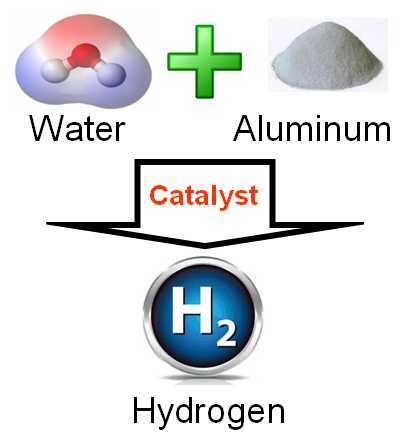 Water
Aluminum
Catalyst
H2
Hydrogen